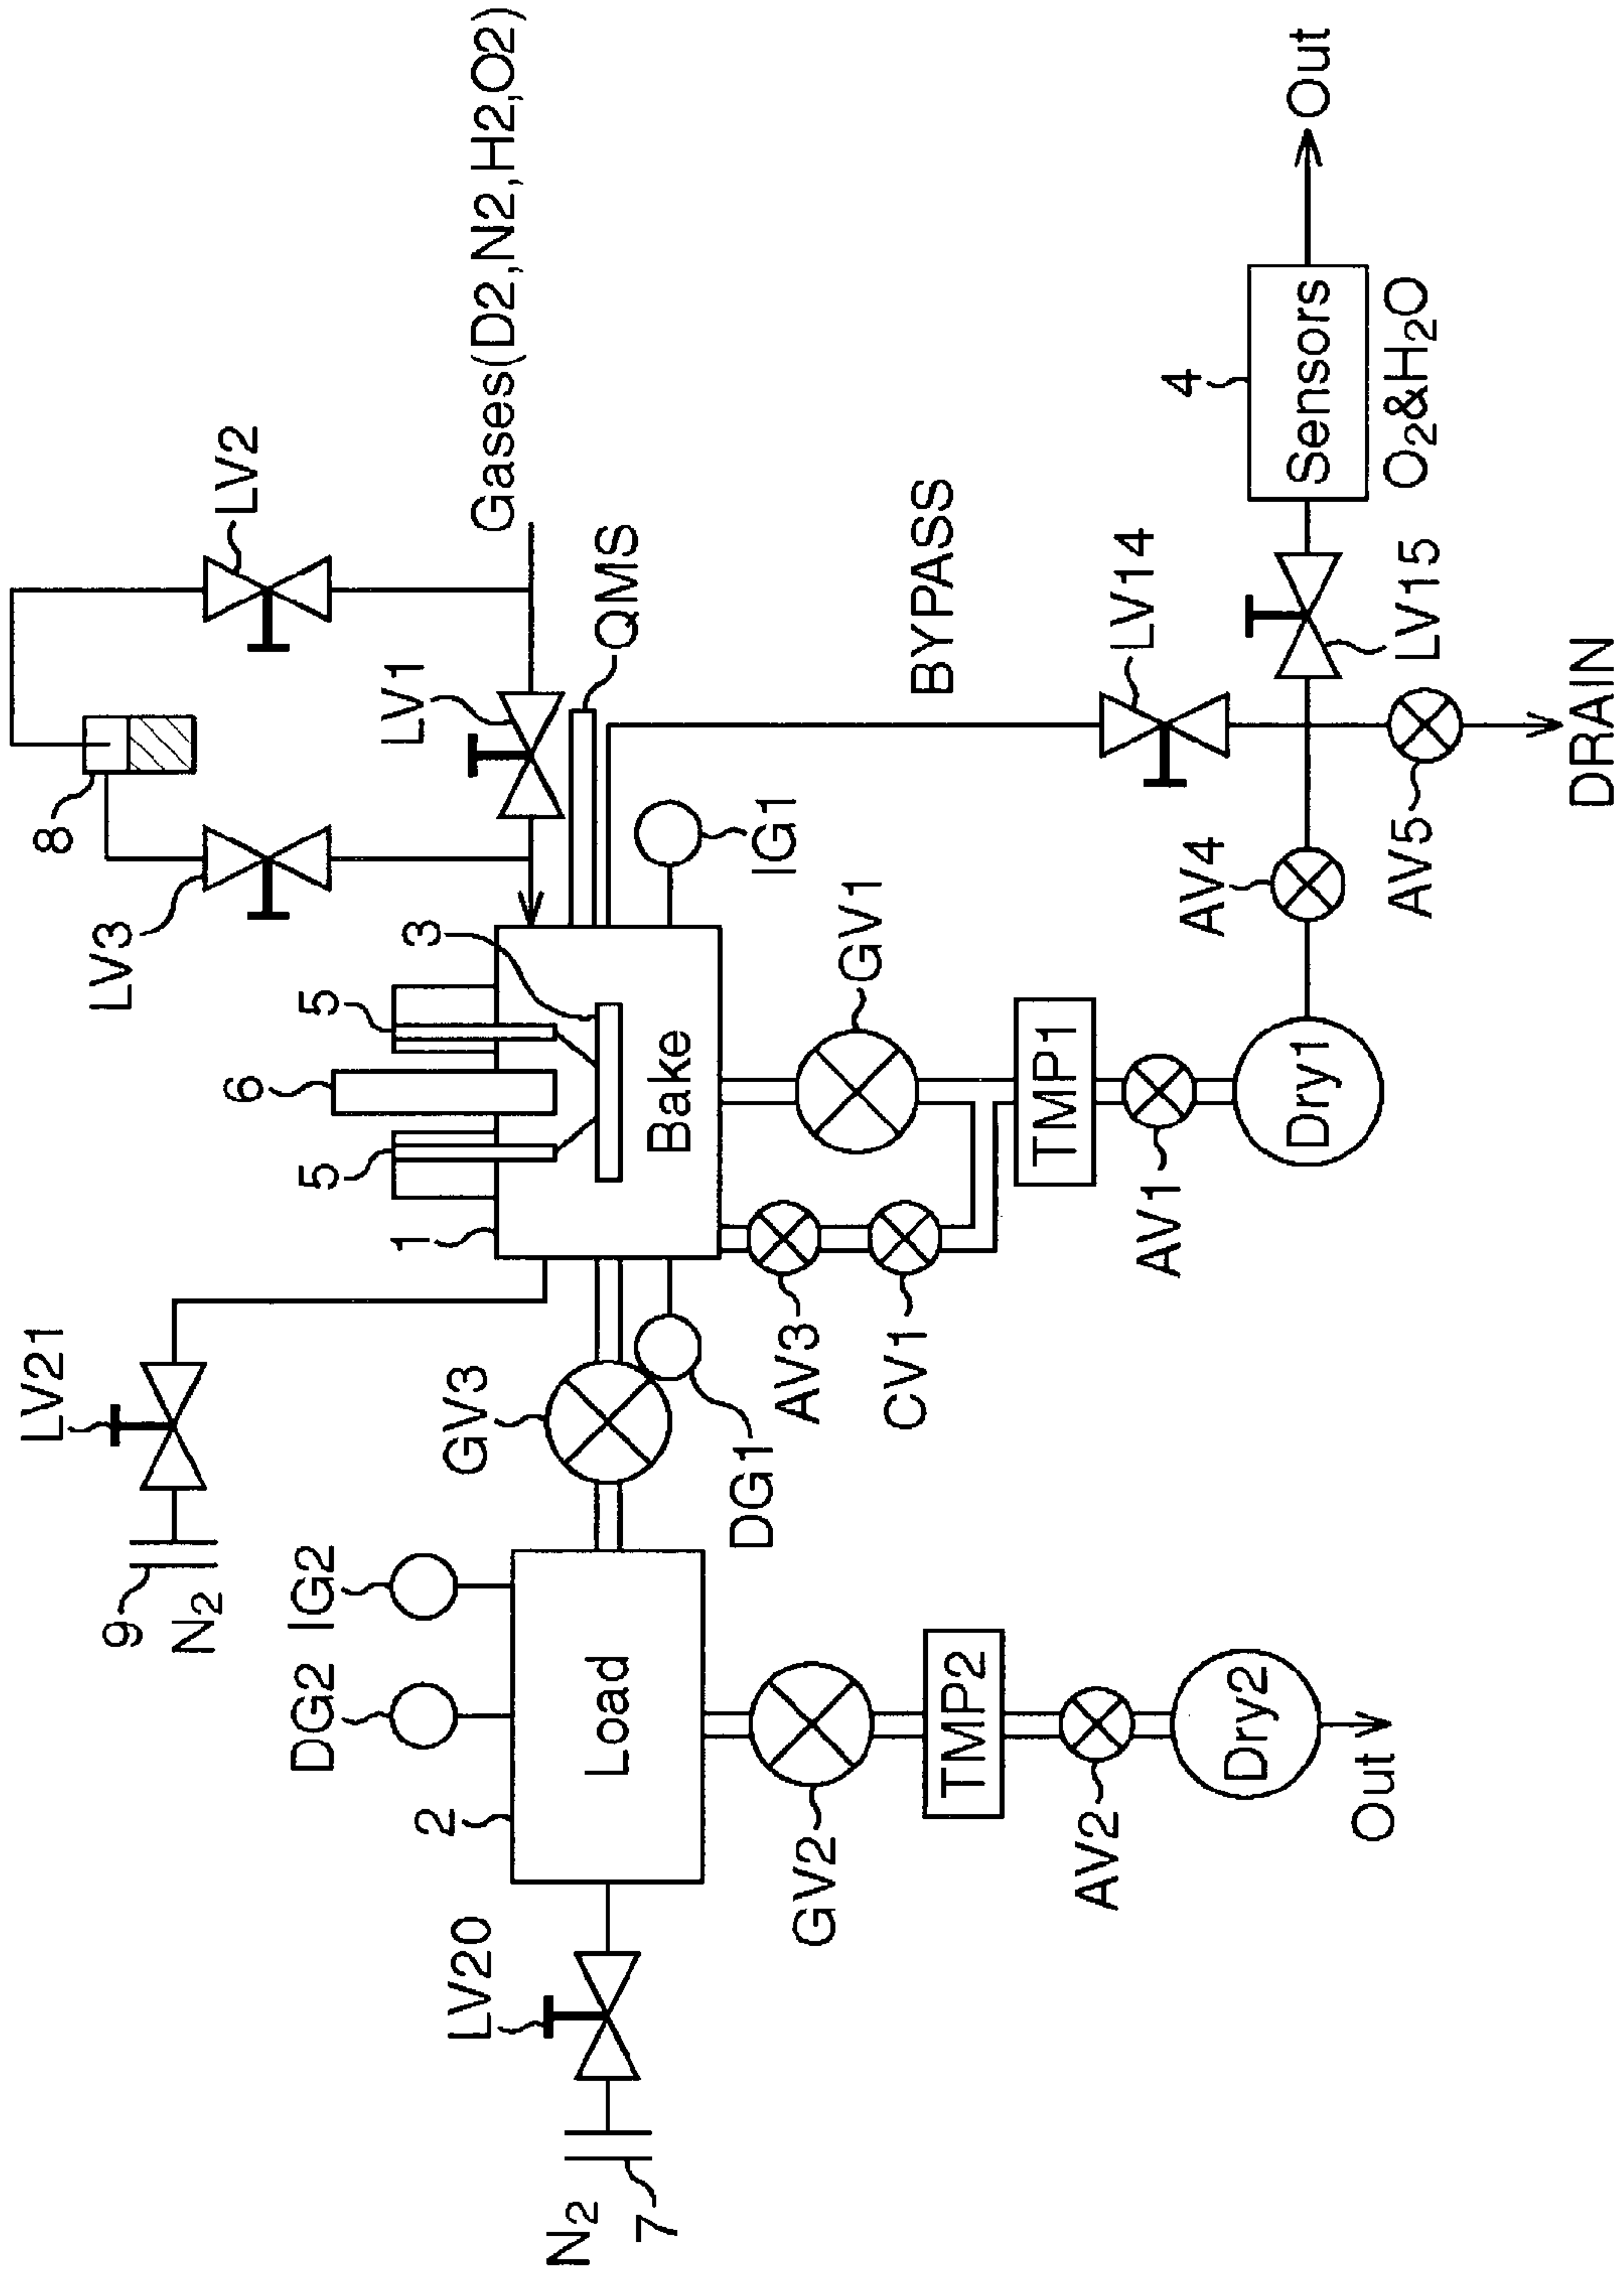 Gases(D2,N2,H2,O2)
LV2
8
LV3
LV1
QMS
BYPASS
LV14
4
Sensors
O2&H2O
Out
LV15
DRAIN
AV5
AV4
IG1
3
5
6
5
1
Bake
GV1
TMP1
AV1
Dry1
AV3
CV1
LV21
9
N2
GV3
DG1
IG2
DG2
2
Load
GV2
TMP2
AV2
Dry2
Out
LV20
N2
7